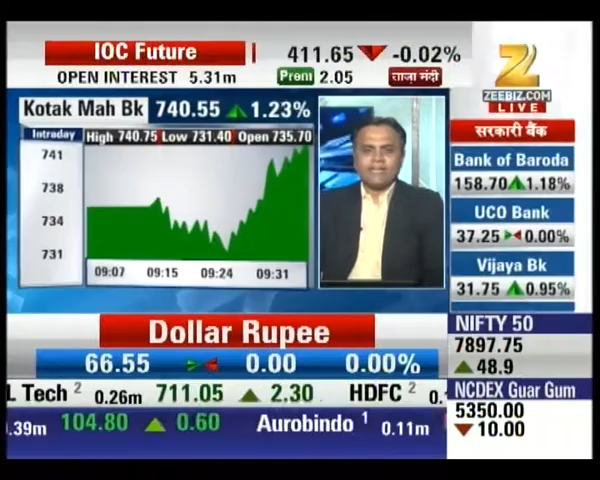 IOC Future
411.65 -0.02%
OPEN INTEREST 5.31m Prem 2.05 ताज़ा मंदी
Z
ZEEBIZ.COM
LIVE
Kotak Mah Bk 740.55 1.23%
Intraday High 740.75 Low 731.40 Open 735.70
741
738
734
731
09:07 09:15 09:24 09:31
सरकारी बैंक
Bank of Baroda
158.70 1.18%
UCO Bank
37.25 0.00%
Vijaya Bk
31.75 0.95%
Dollar Rupee
66.55 0.00 0.00%
NIFTY 50
7897.75
48.9
NCDEX Guar Gum
5350.00
10.00
L Tech 2 0.26m 711.05 2.30 HDFC 2 0.
.39m 104.80 0.60 Aurobindo 1 0.11m